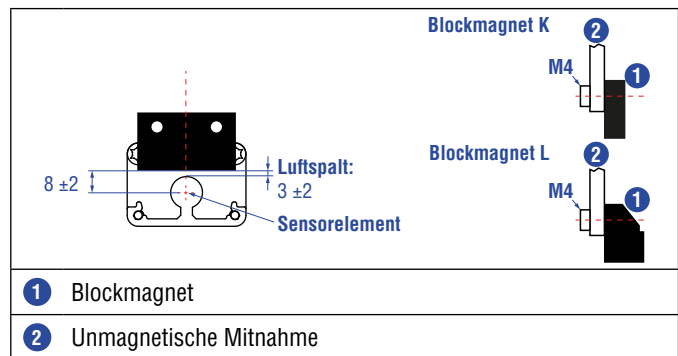 Blockmagnet K
2
M4
1
8 ±2
Luftspalt:
3 ±2
Sensorelement
Blockmagnet L
2
M4
1
1 Blockmagnet
2 Unmagnetische Mitnahme